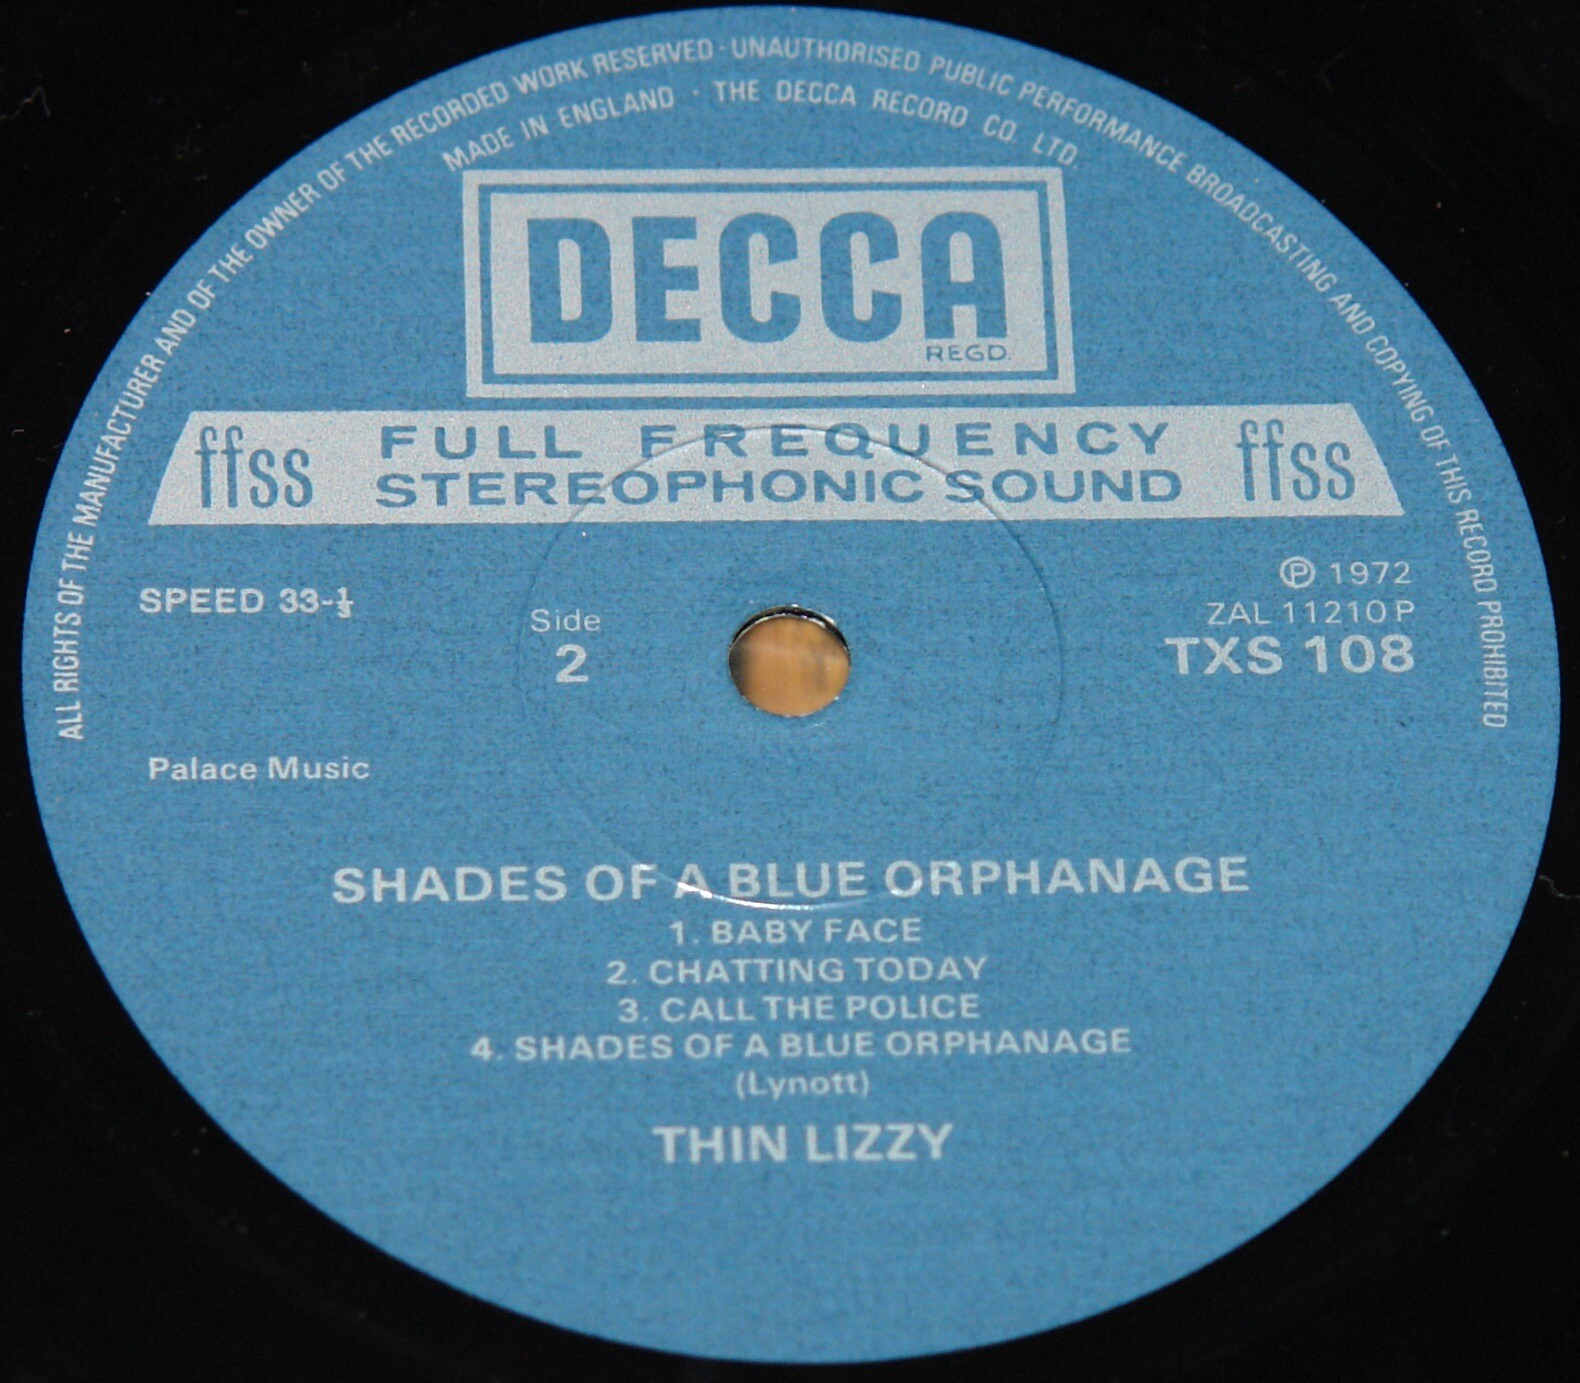 ALL RIGHTS OF THE MANUFACTURER AND OF THE OWNER OF THE RECORDED WORK RESERVED · UNAUTHORISED PUBLIC PERFORMANCE BROADCASTING AND COPYING OF THIS RECORD PROHIBITED
MADE IN ENGLAND · THE DECCA RECORD CO. LTD.
DECCA
REGD.
ffss FULL FREQUENCY ffss
STEREOPHONIC SOUND
SPEED 33-⅓
Side
2
Ⓟ 1972
ZAL 11210 P
TXS 108
Palace Music
SHADES OF A BLUE ORPHANAGE
1. BABY FACE
2. CHATTING TODAY
3. CALL THE POLICE
4. SHADES OF A BLUE ORPHANAGE
(Lynott)
THIN LIZZY